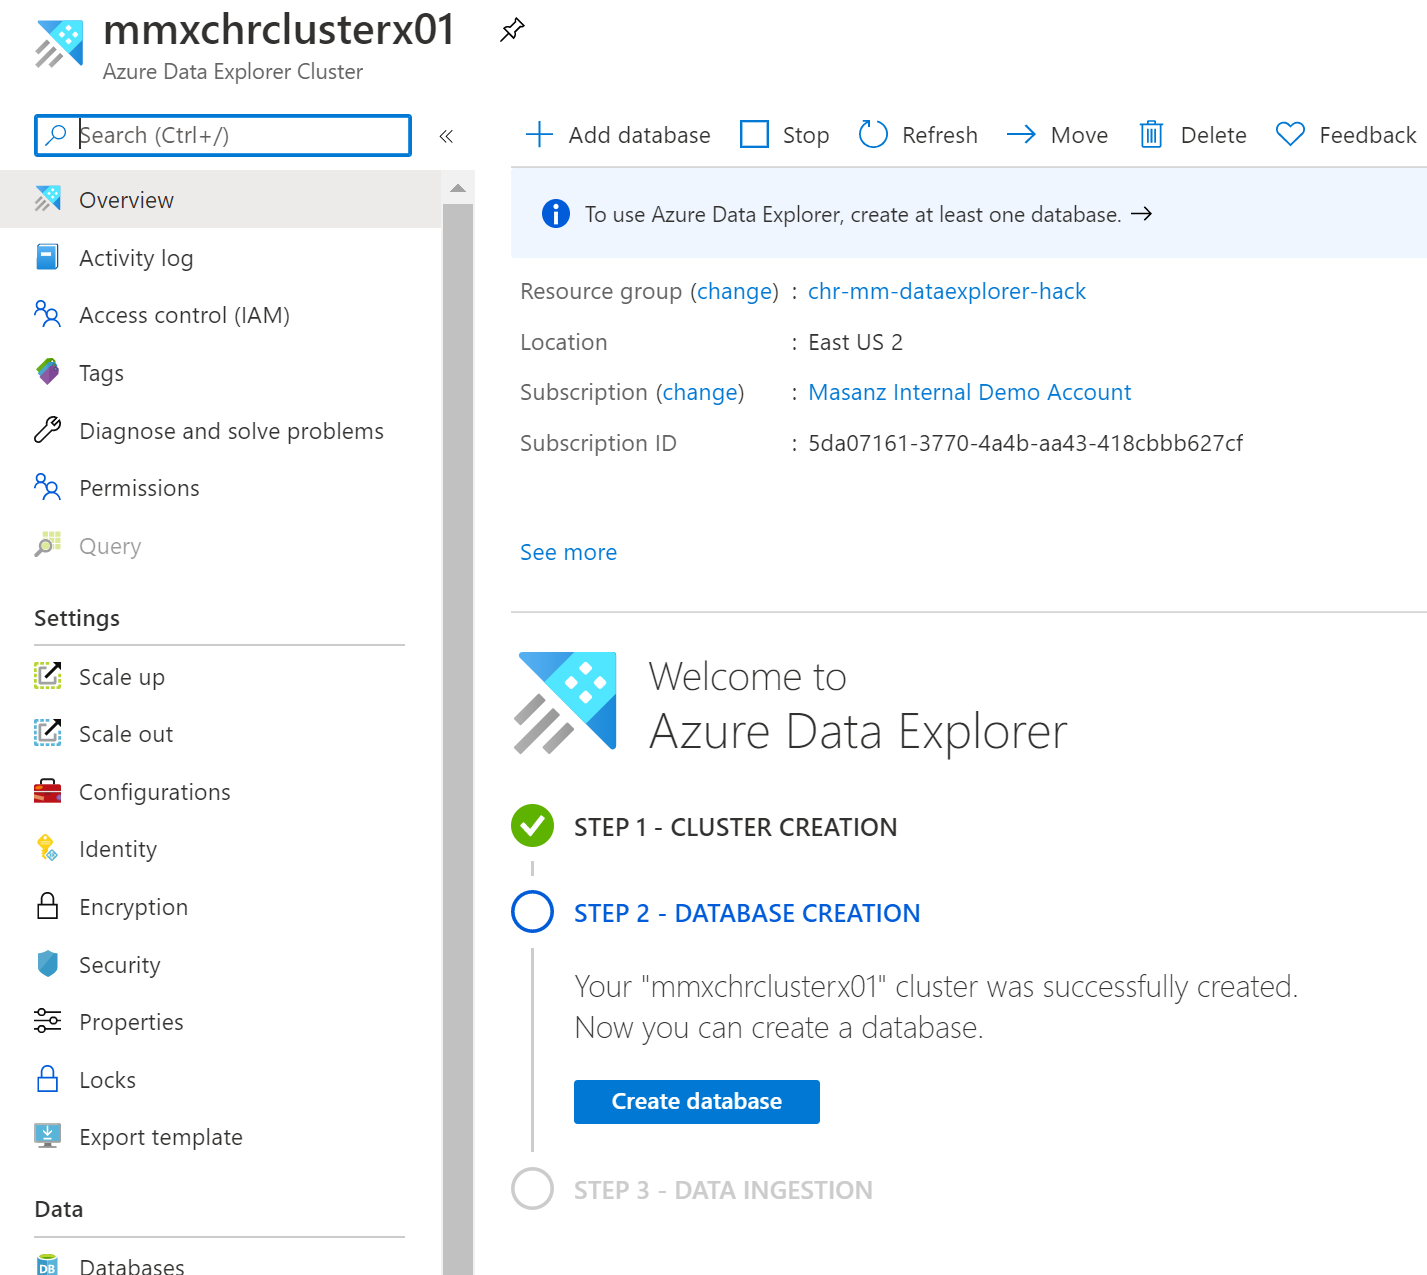 mmxchrclusterx01
Azure Data Explorer Cluster
Search (Ctrl+/)
«
Overview
Activity log
Access control (IAM)
Tags
Diagnose and solve problems
Permissions
Query
Settings
Scale up
Scale out
Configurations
Identity
Encryption
Security
Properties
Locks
Export template
Data
DB Databases
Add database Stop Refresh → Move Delete Feedback
To use Azure Data Explorer, create at least one database. →
Resource group (change) : chr-mm-dataexplorer-hack
Location : East US 2
Subscription (change) : Masanz Internal Demo Account
Subscription ID : 5da07161-3770-4a4b-aa43-418cbbb627cf
See more
Welcome to
Azure Data Explorer
STEP 1 - CLUSTER CREATION
STEP 2 - DATABASE CREATION
Your "mmxchrclusterx01" cluster was successfully created.
Now you can create a database.
Create database
STEP 3 - DATA INGESTION